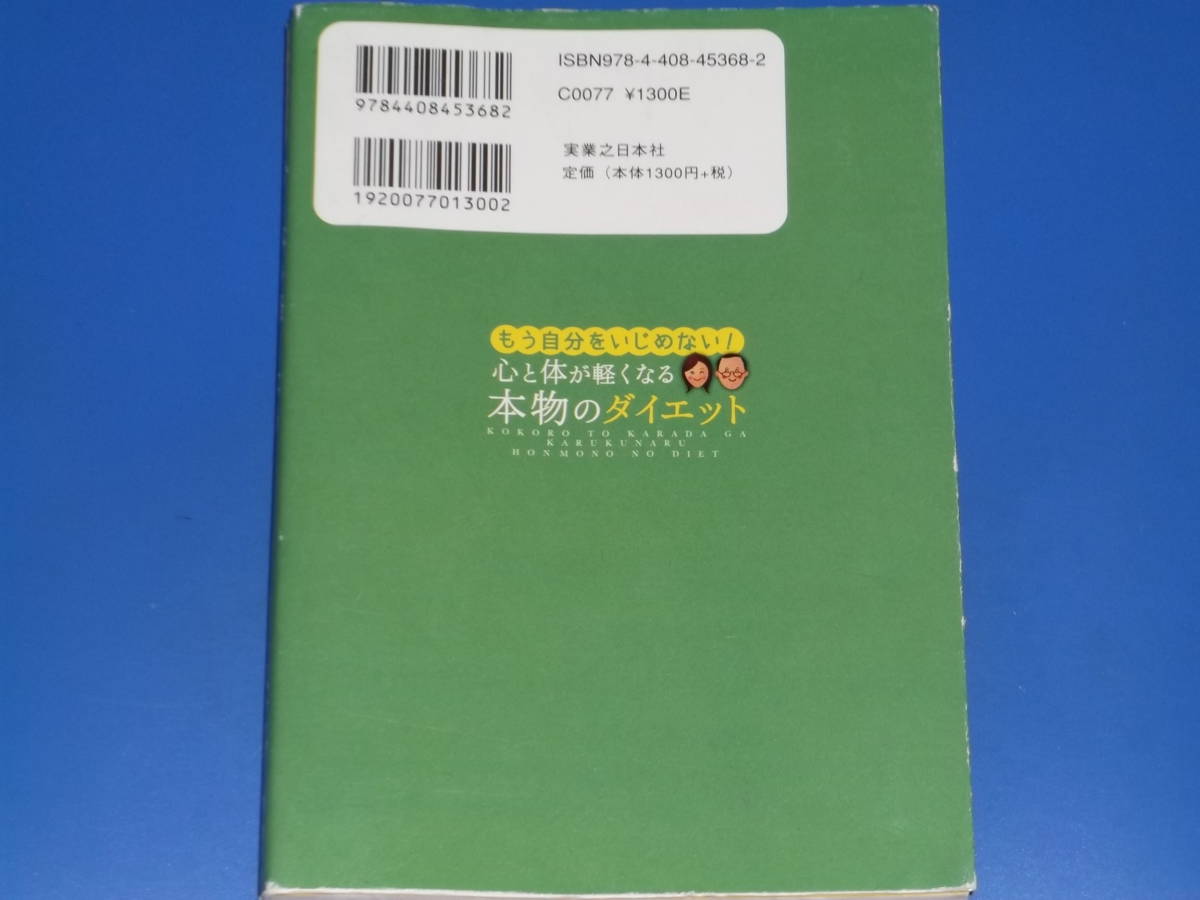 ISBN978-4-408-45368-2
9784408453682
C0077 ¥1300E
実業之日本社
定価（本体1300円+税）
1920077013002
もう自分をいじめない!
心と体が軽くなる
本物のダイエット
KOKORO TO KARADA GA
KARUKUNARU
HONMONO NO DIET